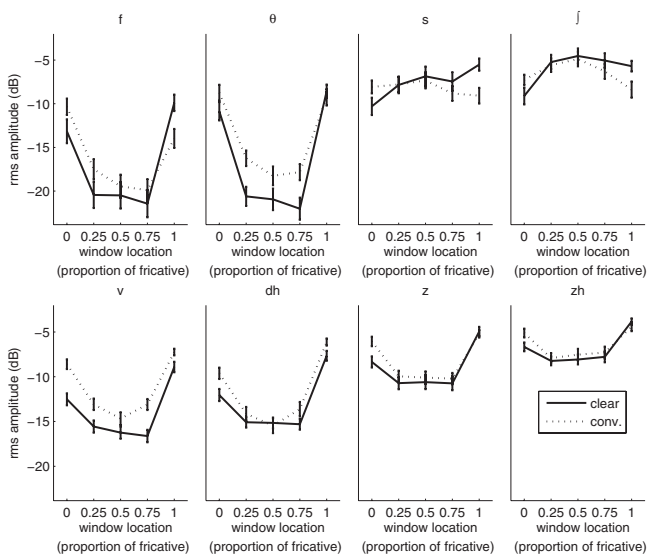 f θ s ∫
−5
−10
−15
−20
rms amplitude (dB)
0 0.25 0.5 0.75 1 0 0.25 0.5 0.75 1 0 0.25 0.5 0.75 1 0 0.25 0.5 0.75 1
window location window location window location window location
(proportion of fricative) (proportion of fricative) (proportion of fricative) (proportion of fricative)
v dh z zh
−5
−10
−15
−20
rms amplitude (dB)
clear
conv.
0 0.25 0.5 0.75 1 0 0.25 0.5 0.75 1 0 0.25 0.5 0.75 1 0 0.25 0.5 0.75 1
window location window location window location window location
(proportion of fricative) (proportion of fricative) (proportion of fricative) (proportion of fricative)